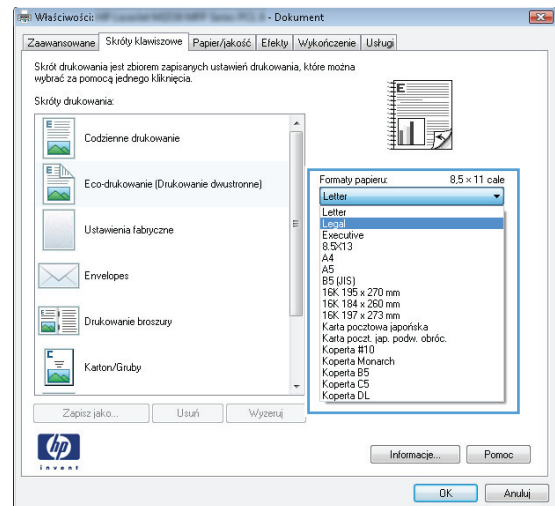 Właściwości: - Dokument
Zaawansowane Skróty klawiszowe Papier/jakość Efekty Wykończenie Usługi
Skrót drukowania jest zbiorem zapisanych ustawień drukowania, które można
wybrać za pomocą jednego kliknięcia.
Skróty drukowania:
Codzienne drukowanie
Eco-drukowanie (Drukowanie dwustronne)
Ustawienia fabryczne
Envelopes
Drukowanie broszury
Karton/Gruby
Formaty papieru: 8,5 × 11 cale
Letter
Letter
Legal
Executive
8.5X13
A4
A5
B5 (JIS)
16K 195 x 270 mm
16K 184 x 260 mm
16K 197 x 273 mm
Karta pocztowa japońska
Karta poczt. jap. podw. obróc.
Koperta #10
Koperta Monarch
Koperta B5
Koperta C5
Koperta DL
Zapisz jako... Usuń Wyzeruj
hp
invent
Informacje... Pomoc
OK Anuluj